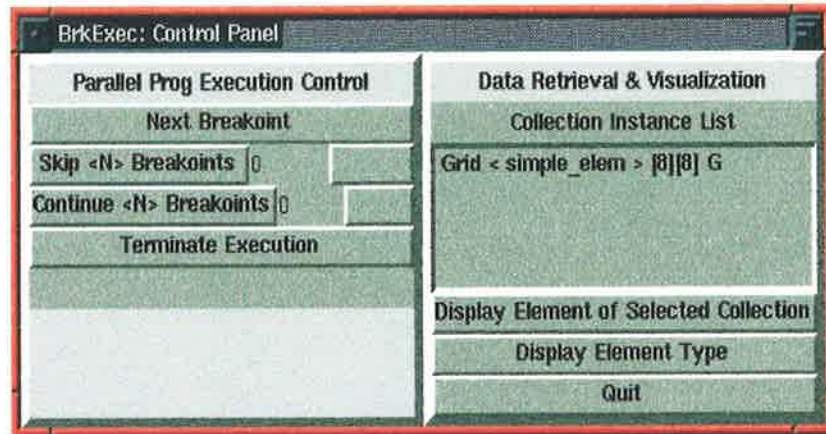 BrkExec: Control Panel
Parallel Prog Execution Control
Next Breakoint
Skip <N> Breakoints 0
Continue <N> Breakoints 0
Terminate Execution
Data Retrieval & Visualization
Collection Instance List
Grid < simple_elem > [8][8] G
Display Element of Selected Collection
Display Element Type
Quit